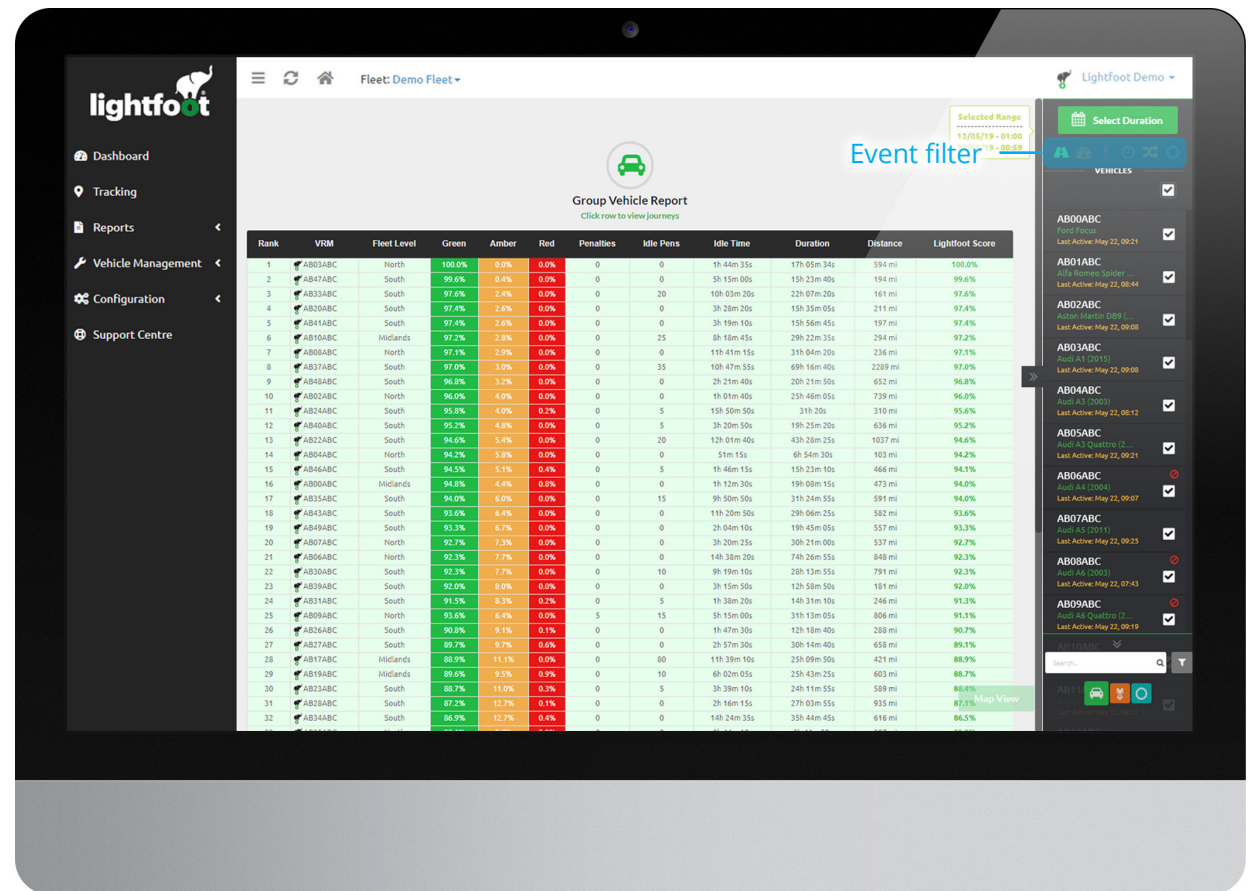 lightfoot
Fleet: Demo Fleet
Lightfoot Demo
Dashboard
Tracking
Reports
Vehicle Management
Configuration
Support Centre
Selected Range
13/05/19 - 01:00
/19 - 00:59
Event filter
Group Vehicle Report
Click row to view journeys
Rank VRM Fleet Level Green Amber Red Penalties Idle Pens Idle Time Duration Distance Lightfoot Score
1 AB03ABC North 100.0% 0.0% 0.0% 0 0 1h 44m 35s 17h 05m 34s 594 mi 100.0%
2 AB47ABC South 99.6% 0.4% 0.0% 0 0 5h 15m 00s 15h 23m 40s 194 mi 99.6%
3 AB33ABC South 97.6% 2.4% 0.0% 0 20 10h 03m 20s 22h 07m 20s 161 mi 97.6%
4 AB20ABC South 97.4% 2.6% 0.0% 0 0 3h 28m 20s 15h 35m 05s 211 mi 97.4%
5 AB41ABC South 97.4% 2.6% 0.0% 0 0 3h 19m 10s 15h 56m 45s 197 mi 97.4%
6 AB10ABC Midlands 97.2% 2.8% 0.0% 0 25 8h 18m 45s 29h 22m 35s 294 mi 97.2%
7 AB08ABC North 97.1% 2.9% 0.0% 0 0 11h 41m 15s 31h 04m 20s 236 mi 97.1%
8 AB37ABC South 97.0% 3.0% 0.0% 0 35 10h 47m 55s 69h 16m 40s 2289 mi 97.0%
9 AB48ABC South 96.8% 3.2% 0.0% 0 0 2h 21m 40s 20h 21m 50s 652 mi 96.8%
10 AB02ABC North 96.0% 4.0% 0.0% 0 0 1h 01m 40s 25h 46m 05s 739 mi 96.0%
11 AB24ABC South 95.8% 4.0% 0.2% 0 5 15h 50m 50s 31h 20s 310 mi 95.6%
12 AB40ABC South 95.2% 4.8% 0.0% 0 5 3h 20m 50s 19h 25m 20s 636 mi 95.2%
13 AB22ABC South 94.6% 5.4% 0.0% 0 20 12h 01m 40s 43h 28m 25s 1037 mi 94.6%
14 AB04ABC North 94.2% 5.8% 0.0% 0 0 51m 15s 6h 54m 30s 103 mi 94.2%
15 AB46ABC South 94.5% 5.1% 0.4% 0 5 1h 46m 15s 15h 23m 10s 466 mi 94.1%
16 AB00ABC Midlands 94.8% 4.4% 0.8% 0 0 1h 12m 30s 19h 08m 15s 473 mi 94.0%
17 AB35ABC South 94.0% 6.0% 0.0% 0 15 9h 50m 50s 31h 24m 55s 591 mi 94.0%
18 AB43ABC South 93.6% 6.4% 0.0% 0 0 11h 20m 50s 29h 06m 25s 582 mi 93.6%
19 AB49ABC South 93.3% 6.7% 0.0% 0 0 2h 04m 10s 19h 45m 05s 557 mi 93.3%
20 AB07ABC North 92.7% 7.3% 0.0% 0 0 3h 20m 25s 30h 21m 00s 537 mi 92.7%
21 AB06ABC North 92.3% 7.7% 0.0% 0 0 14h 38m 20s 74h 26m 55s 848 mi 92.3%
22 AB30ABC South 92.3% 7.7% 0.0% 0 10 9h 19m 10s 28h 13m 55s 791 mi 92.3%
23 AB39ABC South 92.0% 8.0% 0.0% 0 0 3h 15m 50s 12h 58m 50s 181 mi 92.0%
24 AB31ABC South 91.5% 8.3% 0.2% 0 5 1h 38m 20s 14h 31m 10s 246 mi 91.3%
25 AB09ABC North 93.6% 6.4% 0.0% 5 15 5h 15m 00s 31h 13m 05s 806 mi 91.1%
26 AB26ABC South 90.8% 9.1% 0.1% 0 0 1h 47m 30s 12h 18m 40s 288 mi 90.7%
27 AB27ABC South 89.7% 9.7% 0.6% 0 0 2h 57m 30s 30h 14m 40s 658 mi 89.1%
28 AB17ABC Midlands 88.9% 11.1% 0.0% 0 80 11h 39m 10s 25h 09m 50s 421 mi 88.9%
29 AB19ABC Midlands 89.6% 9.5% 0.9% 0 10 6h 02m 05s 25h 43m 25s 603 mi 88.7%
30 AB23ABC South 88.7% 11.0% 0.3% 0 5 3h 39m 10s 24h 11m 55s 589 mi 88.4%
31 AB28ABC South 87.2% 12.7% 0.1% 0 0 2h 16m 15s 27h 03m 55s 935 mi 87.1%
32 AB34ABC South 86.9% 12.7% 0.4% 0 0 14h 24m 35s 35h 44m 45s 616 mi 86.5%
Map View
Select Duration
VEHICLES
AB00ABC
Ford Focus
Last Active: May 22, 09:21
AB01ABC
Alfa Romeo Spider ...
Last Active: May 22, 08:44
AB02ABC
Aston Martin DB9 (...
Last Active: May 22, 09:08
AB03ABC
Audi A1 (2015)
Last Active: May 22, 09:08
AB04ABC
Audi A3 (2003)
Last Active: May 22, 08:12
AB05ABC
Audi A3 Quattro (2...
Last Active: May 22, 09:21
AB06ABC
Audi A4 (2004)
Last Active: May 22, 09:07
AB07ABC
Audi A5 (2011)
Last Active: May 22, 09:25
AB08ABC
Audi A6 (2003)
Last Active: May 22, 07:43
AB09ABC
Audi A6 Quattro (2...
Last Active: May 22, 09:19
AB10ABC
Search...
AB11